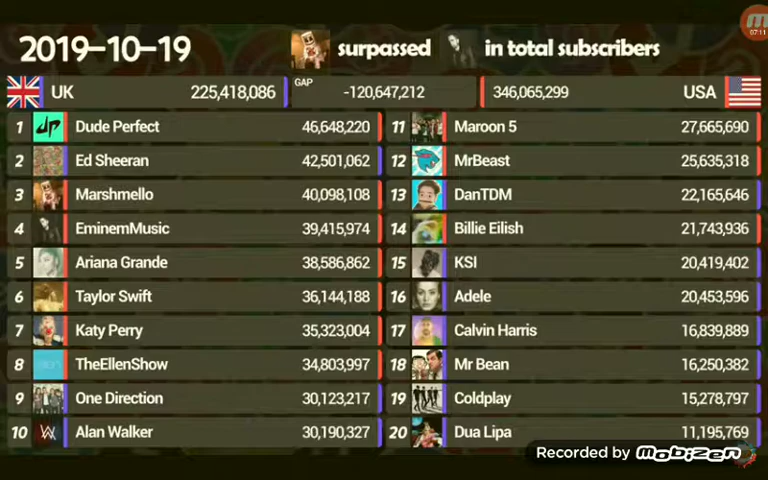 2019-10-19 surpassed in total subscribers
07:11
UK 225,418,086 GAP -120,647,212 346,065,299 USA
1 dp Dude Perfect 46,648,220
2 Ed Sheeran 42,501,062
3 Marshmello 40,098,108
4 EminemMusic 39,415,974
5 Ariana Grande 38,586,862
6 Taylor Swift 36,144,188
7 Katy Perry 35,323,004
8 TheEllenShow 34,803,997
9 One Direction 30,123,217
10 Alan Walker 30,190,327
11 Maroon 5 27,665,690
12 MrBeast 25,635,318
13 DanTDM 22,165,646
14 Billie Eilish 21,743,936
15 KSI 20,419,402
16 Adele 20,453,596
17 Calvin Harris 16,839,889
18 Mr Bean 16,250,382
19 Coldplay 15,278,797
20 Dua Lipa 11,195,769
Recorded by Mobizen